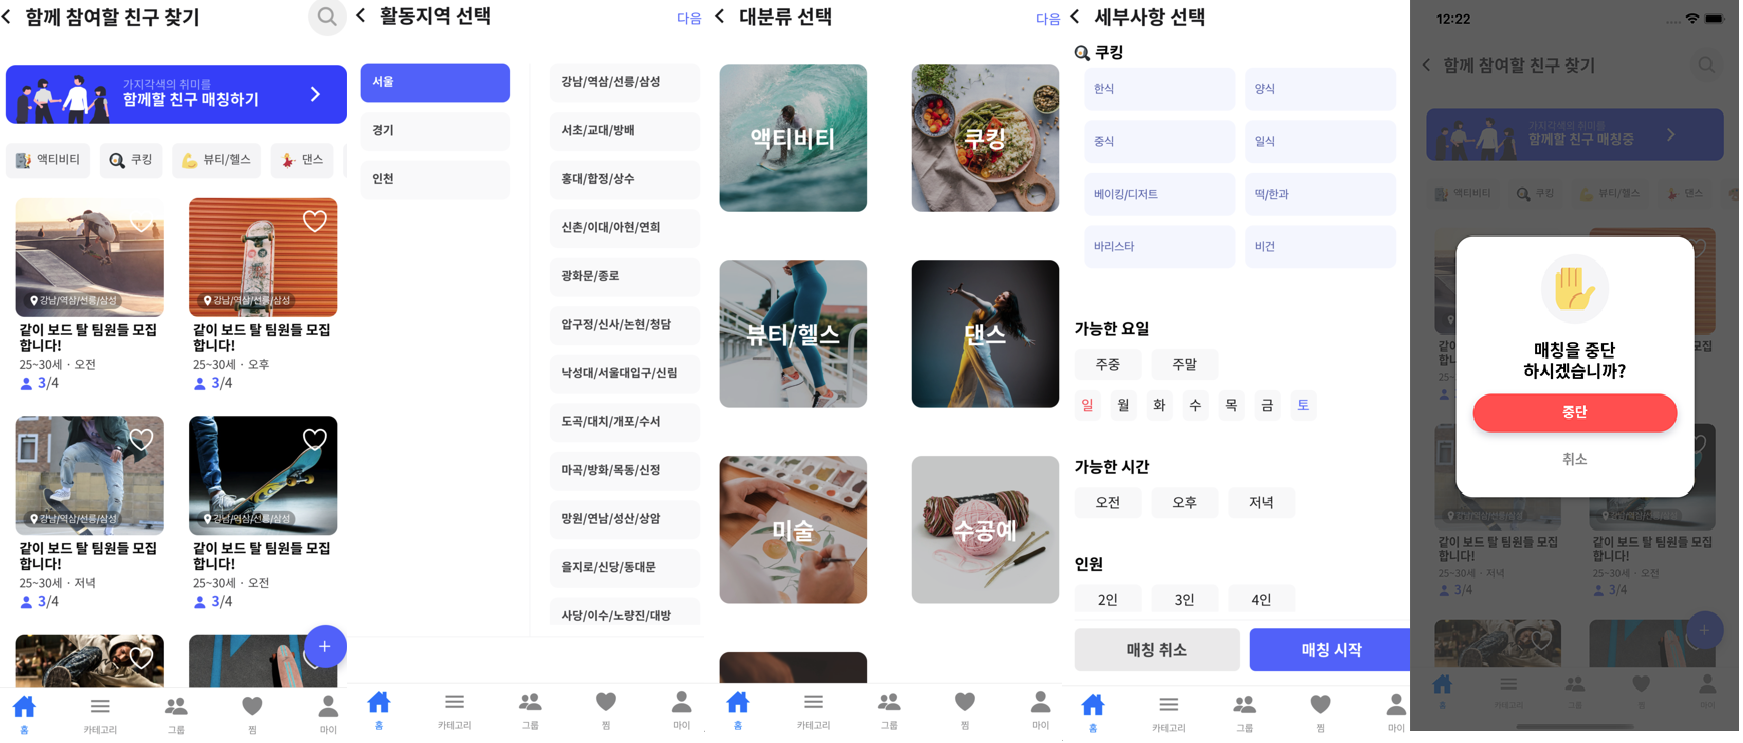 함께 참여할 친구 찾기
가지각색의 취미를
함께할 친구 매칭하기
액티비티
쿠킹
뷰티/헬스
댄스
강남/역삼/선릉/삼성
강남/역삼/선릉/삼성
같이 보드 탈 팀원들 모집
합니다!
25~30세 · 오전
3/4
같이 보드 탈 팀원들 모집
합니다!
25~30세 · 오후
3/4
강남/역삼/선릉/삼성
강남/역삼/선릉/삼성
같이 보드 탈 팀원들 모집
합니다!
25~30세 · 저녁
3/4
같이 보드 탈 팀원들 모집
합니다!
25~30세 · 오전
3/4
홈
카테고리
그룹
찜
마이
활동지역 선택
다음
서울
경기
인천
강남/역삼/선릉/삼성
서초/교대/방배
홍대/합정/상수
신촌/이대/아현/연희
광화문/종로
압구정/신사/논현/청담
낙성대/서울대입구/신림
도곡/대치/개포/수서
마곡/방화/목동/신정
망원/연남/성산/상암
을지로/신당/동대문
사당/이수/노량진/대방
홈
카테고리
그룹
찜
마이
대분류 선택
다음
액티비티
쿠킹
뷰티/헬스
댄스
미술
수공예
홈
카테고리
그룹
찜
마이
세부사항 선택
쿠킹
한식
양식
중식
일식
베이킹/디저트
떡/한과
바리스타
비건
가능한 요일
주중
주말
일 월 화 수 목 금 토
가능한 시간
오전
오후
저녁
인원
2인
3인
4인
매칭 취소
매칭 시작
홈
카테고리
그룹
찜
마이
12:22
함께 참여할 친구 찾기
가지각색의 취미를
함께할 친구 매칭중
액티비티
쿠킹
뷰티/헬스
댄스
매칭을 중단
하시겠습니까?
중단
취소
강남/역삼/선릉/삼성
강남/역삼/선릉/삼성
같이 보드 탈 팀원들 모집
합니다!
25~30세 · 저녁
3/4
같이 보드 탈 팀원들 모집
합니다!
25~30세 · 오전
3/4
홈
카테고리
그룹
찜
마이